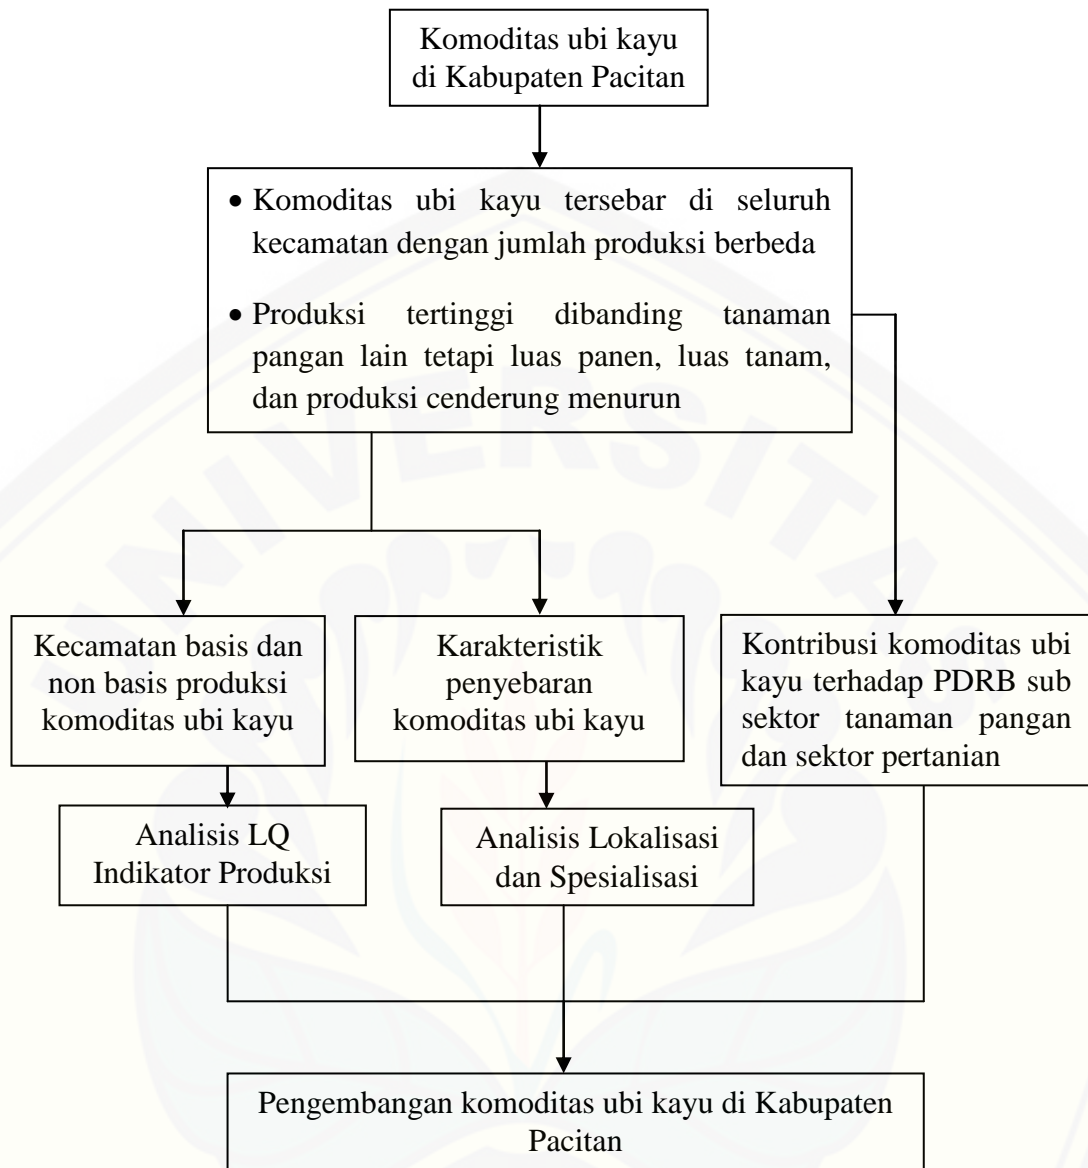 Komoditas ubi kayu
di Kabupaten Pacitan
• Komoditas ubi kayu tersebar di seluruh
kecamatan dengan jumlah produksi berbeda
• Produksi tertinggi dibanding tanaman
pangan lain tetapi luas panen, luas tanam,
dan produksi cenderung menurun
Kecamatan basis dan
non basis produksi
komoditas ubi kayu
Karakteristik
penyebaran
komoditas ubi kayu
Kontribusi komoditas ubi
kayu terhadap PDRB sub
sektor tanaman pangan
dan sektor pertanian
Analisis LQ
Indikator Produksi
Analisis Lokalisasi
dan Spesialisasi
Pengembangan komoditas ubi kayu di Kabupaten
Pacitan
UNIVERSITAS